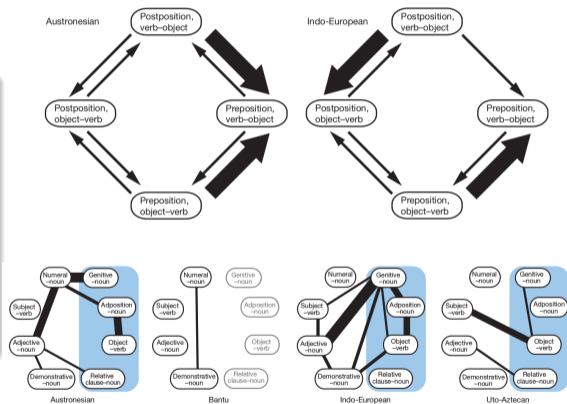 Austronesian
Postposition,
verb–object
Indo-European
Postposition,
verb–object
Postposition,
object–verb
Preposition,
verb–object
Postposition,
object–verb
Preposition,
verb–object
Preposition,
object–verb
Preposition,
object–verb
Numeral
–noun
Genitive
–noun
Subject
–verb
Adposition
–noun
Adjective
–noun
Object
–verb
Demonstrative
–noun
Relative
clause–noun
Austronesian
Numeral
–noun
Genitive
–noun
Subject
–verb
Adposition
–noun
Adjective
–noun
Object
–verb
Demonstrative
–noun
Relative
clause–noun
Bantu
Numeral
–noun
Genitive
–noun
Subject
–verb
Adposition
–noun
Adjective
–noun
Object
–verb
Demonstrative
–noun
Relative
clause–noun
Indo-European
Numeral
–noun
Genitive
–noun
Subject
–verb
Adposition
–noun
Adjective
–noun
Object
–verb
Demonstrative
–noun
Relative
clause–noun
Uto-Aztecan